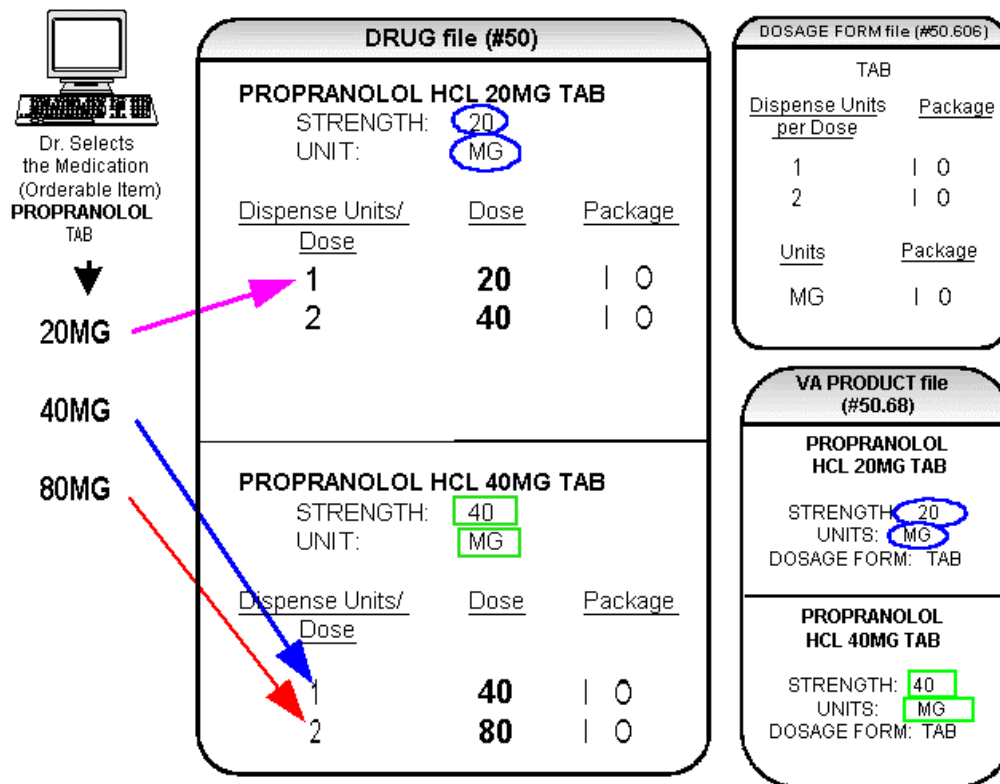 Dr. Selects
the Medication
(Orderable Item)
PROPRANOLOL
TAB
20MG
40MG
80MG
DRUG file (#50)
PROPRANOLOL HCL 20MG TAB
STRENGTH: 20
UNIT: MG
Dispense Units/ Dose Package
Dose
1 20 I O
2 40 I O
PROPRANOLOL HCL 40MG TAB
STRENGTH: 40
UNIT: MG
Dispense Units/ Dose Package
Dose
1 40 I O
2 80 I O
DOSAGE FORM file (#50.606)
TAB
Dispense Units Package
per Dose
1 I O
2 I O
Units Package
MG I O
VA PRODUCT file
(#50.68)
PROPRANOLOL
HCL 20MG TAB
STRENGTH 20
UNITS: MG
DOSAGE FORM: TAB
PROPRANOLOL
HCL 40MG TAB
STRENGTH: 40
UNITS: MG
DOSAGE FORM: TAB